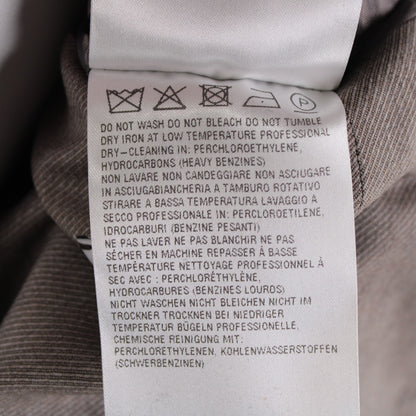 P
DO NOT WASH DO NOT BLEACH DO NOT TUMBLE
DRY IRON AT LOW TEMPERATURE PROFESSIONAL
DRY-CLEANING IN: PERCHLOROETHYLENE,
HYDROCARBONS (HEAVY BENZINES)
NON LAVARE NON CANDEGGIARE NON ASCIUGARE
IN ASCIUGABIANCHERIA A TAMBURO ROTATIVO
STIRARE A BASSA TEMPERATURA LAVAGGIO A
SECCO PROFESSIONALE IN: PERCLOROETILENE,
IDROCARBURI (BENZINE PESANTI)
NE PAS LAVER NE PAS BLANCHIR NE PAS
SÉCHER EN MACHINE REPASSER À BASSE
TEMPÉRATURE NETTOYAGE PROFESSIONNEL À
SEC AVEC : PERCHLORÉTHYLÈNE,
HYDROCARBURES (BENZINES LOUROS)
NICHT WASCHEN NICHT BLEICHEN NICHT IM
TROCKNER TROCKNEN BEI NIEDRIGER
TEMPERATUR BÜGELN PROFESSIONELLE,
CHEMISCHE REINIGUNG MIT:
PERCHLORETHYLENEN, KOHLENWASSERSTOFFEN
(SCHWERBENZINEN)